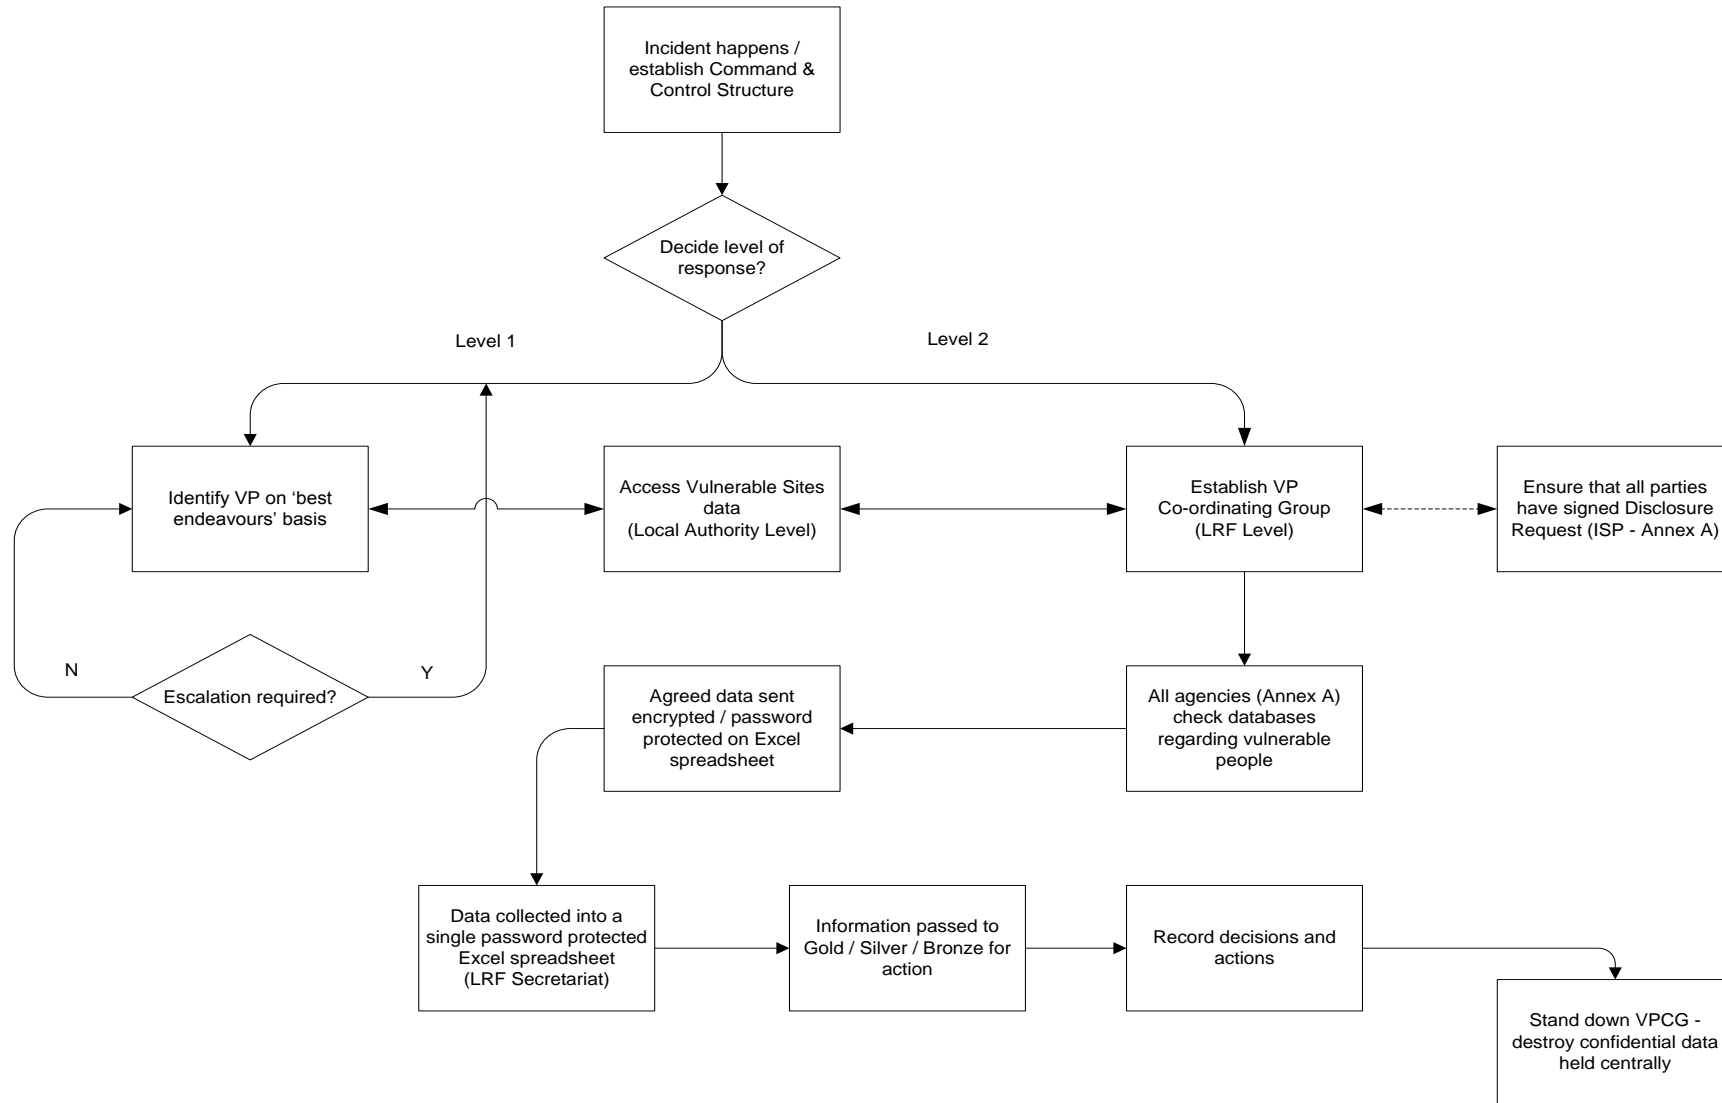 Incident happens /
establish Command &
Control Structure
Decide level of
response?
Level 1
Level 2
Identify VP on ‘best
endeavours’ basis
Access Vulnerable Sites
data
(Local Authority Level)
Establish VP
Co-ordinating Group
(LRF Level)
Ensure that all parties
have signed Disclosure
Request (ISP - Annex A)
N
Escalation required?
Y
Agreed data sent
encrypted / password
protected on Excel
spreadsheet
All agencies (Annex A)
check databases
regarding vulnerable
people
Data collected into a
single password protected
Excel spreadsheet
(LRF Secretariat)
Information passed to
Gold / Silver / Bronze for
action
Record decisions and
actions
Stand down VPCG -
destroy confidential data
held centrally